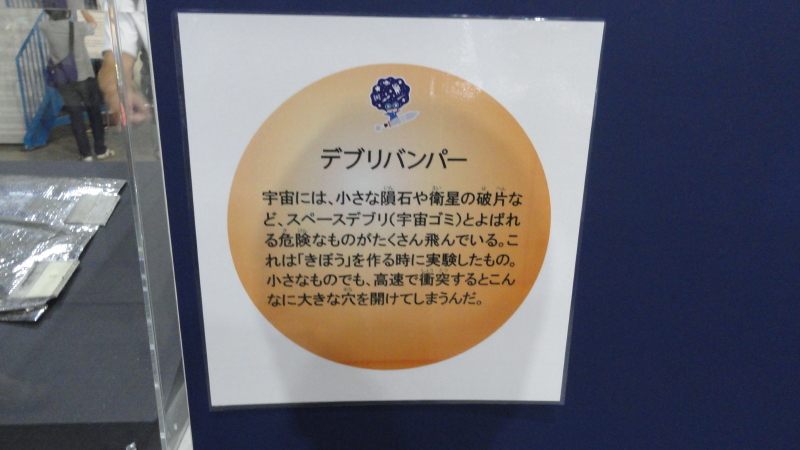 デブリバンパー
宇宙には、小さな隕石や衛星の破片な
ど、スペースデブリ(宇宙ゴミ)とよばれ
る危険なものがたくさん飛んでいる。こ
れは「きぼう」を作る時に実験したもの。
小さなものでも、高速で衝突するとこん
なに大きな穴を開けてしまうんだ。